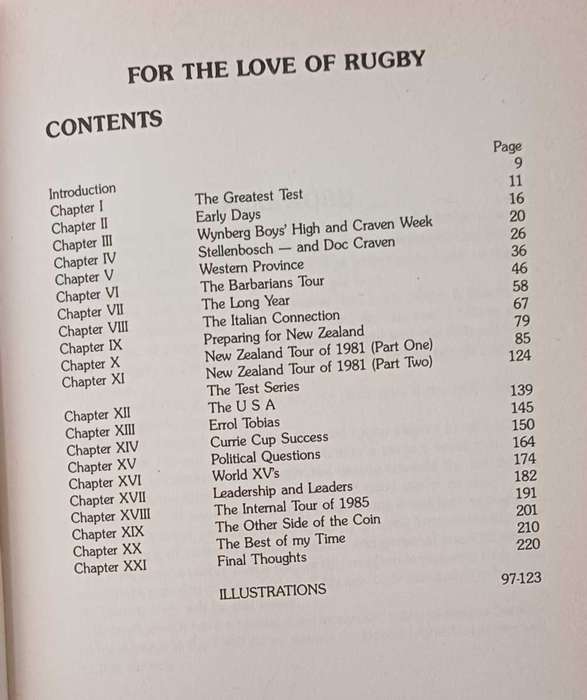 FOR THE LOVE OF RUGBY
CONTENTS
Page
Introduction 9
Chapter I The Greatest Test 11
Chapter II Early Days 16
Chapter III Wynberg Boys' High and Craven Week 20
Chapter IV Stellenbosch — and Doc Craven 26
Chapter V Western Province 36
Chapter VI The Barbarians Tour 46
Chapter VII The Long Year 58
Chapter VIII The Italian Connection 67
Chapter IX Preparing for New Zealand 79
Chapter X New Zealand Tour of 1981 (Part One) 85
Chapter XI New Zealand Tour of 1981 (Part Two) 124
The Test Series
Chapter XII The U S A 139
Chapter XIII Errol Tobias 145
Chapter XIV Currie Cup Success 150
Chapter XV Political Questions 164
Chapter XVI World XV's 174
Chapter XVII Leadership and Leaders 182
Chapter XVIII The Internal Tour of 1985 191
Chapter XIX The Other Side of the Coin 201
Chapter XX The Best of my Time 210
Chapter XXI Final Thoughts 220
ILLUSTRATIONS 97-123